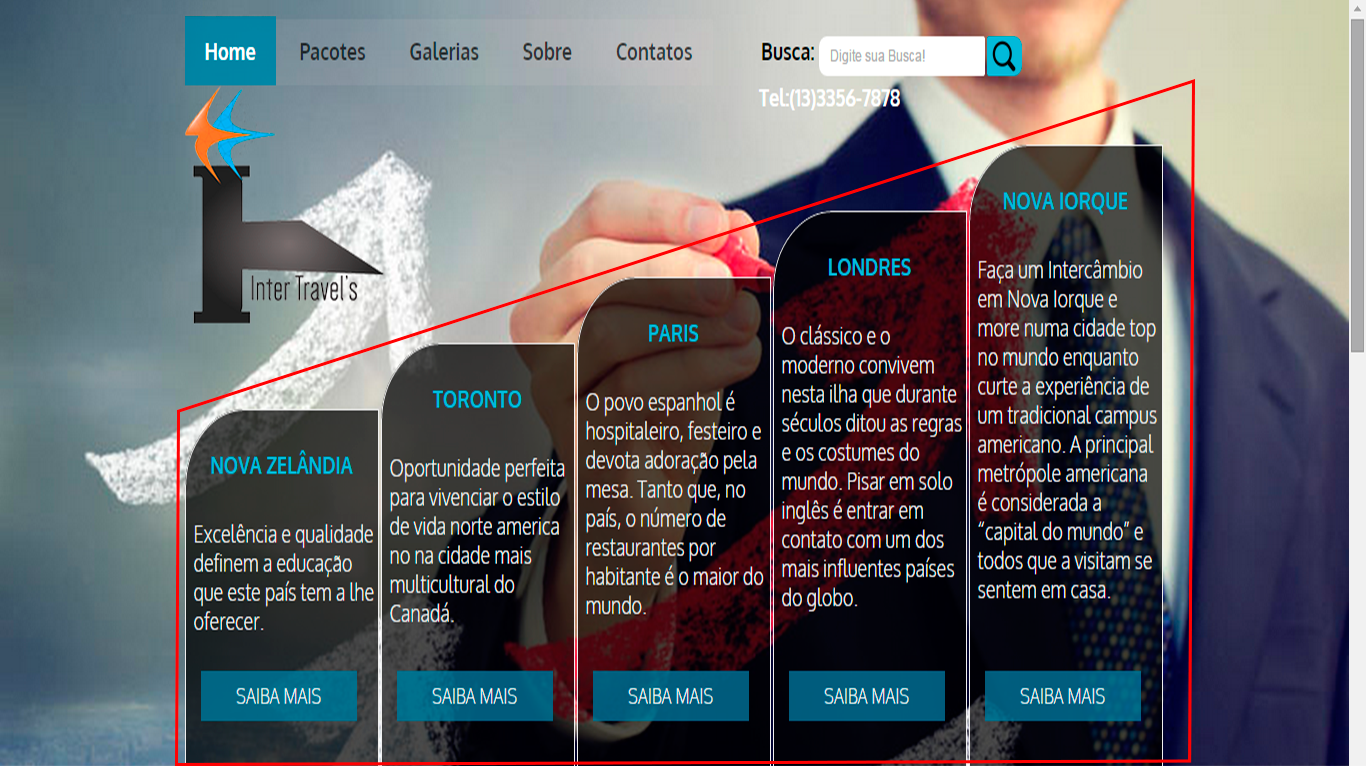 Home
Pacotes
Galerias
Sobre
Contatos
Busca:
Digite sua Busca!
Tel:(13)3356-7878
Inter Travel's
NOVA ZELÂNDIA
Excelência e qualidade
definem a educação
que este país tem a lhe
oferecer.
SAIBA MAIS
TORONTO
Oportunidade perfeita
para vivenciar o estilo
de vida norte america
no na cidade mais
multicultural do
Canadá.
SAIBA MAIS
PARIS
O povo espanhol é
hospitaleiro, festeiro e
devota adoração pela
mesa. Tanto que, no
país, o número de
restaurantes por
habitante é o maior do
mundo.
SAIBA MAIS
LONDRES
O clássico e o
moderno convivem
nesta ilha que durante
séculos ditou as regras
e os costumes do
mundo. Pisar em solo
inglês é entrar em
contato com um dos
mais influentes países
do globo.
SAIBA MAIS
NOVA IORQUE
Faça um Intercâmbio
em Nova Iorque e
more numa cidade top
no mundo enquanto
curte a experiência de
um tradicional campus
americano. A principal
metrópole americana
é considerada a
“capital do mundo” e
todos que a visitam se
sentem em casa.
SAIBA MAIS